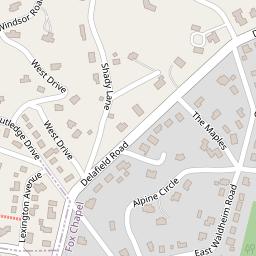 Windsor Road
West Drive
Shady Lane
D
The Maples
utledge Drive
West Drive
Delafield Road
Lexington Avenue
Alpine Circle
Fox Chapel
East Waldheim Road